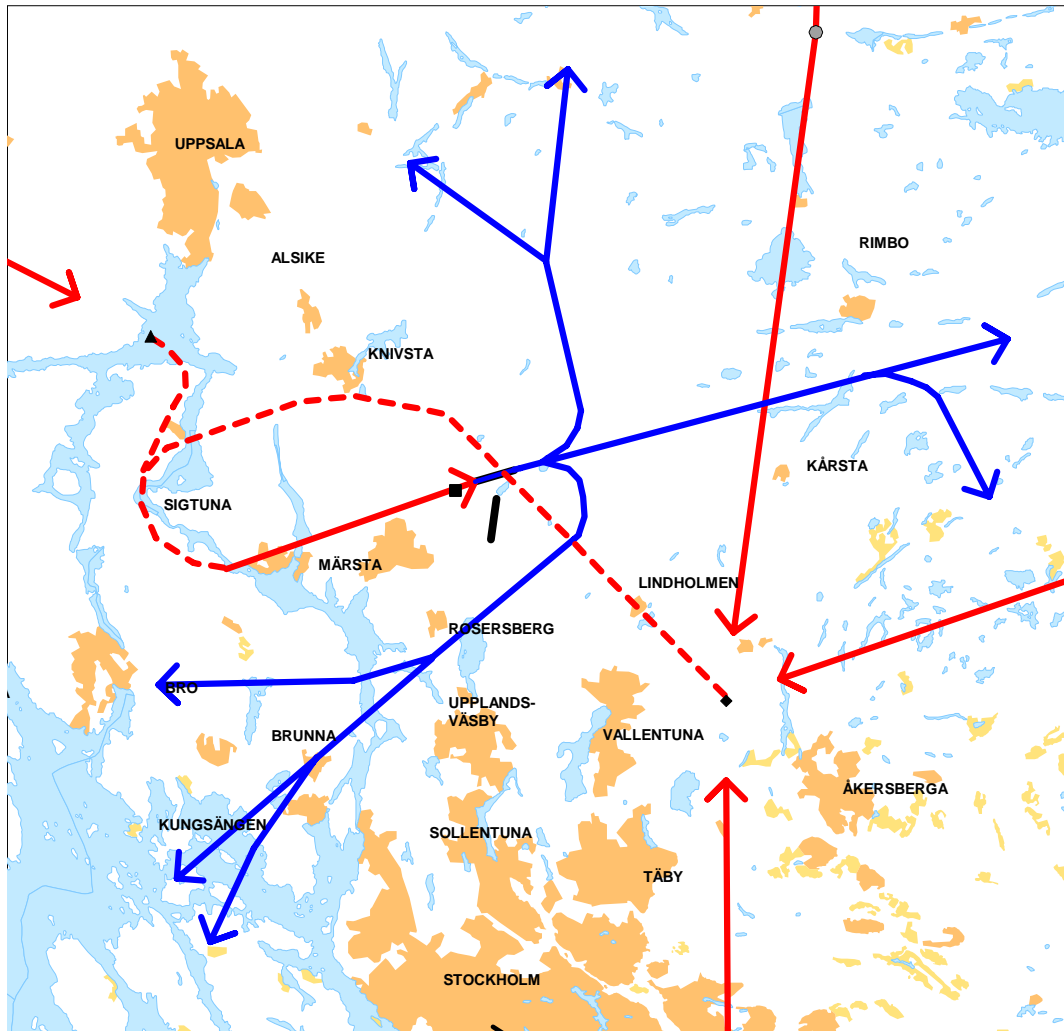 UPPSALA
RIMBO
ALSIKE
KNIVSTA
KÅRSTA
SIGTUNA
MÄRSTA
LINDHOLMEN
ROSERSBERG
BRO
UPPLANDS-
VÄSBY
BRUNNA
VALLENTUNA
ÅKERSBERGA
KUNGSÄNGEN
SOLLENTUNA
TÄBY
STOCKHOLM